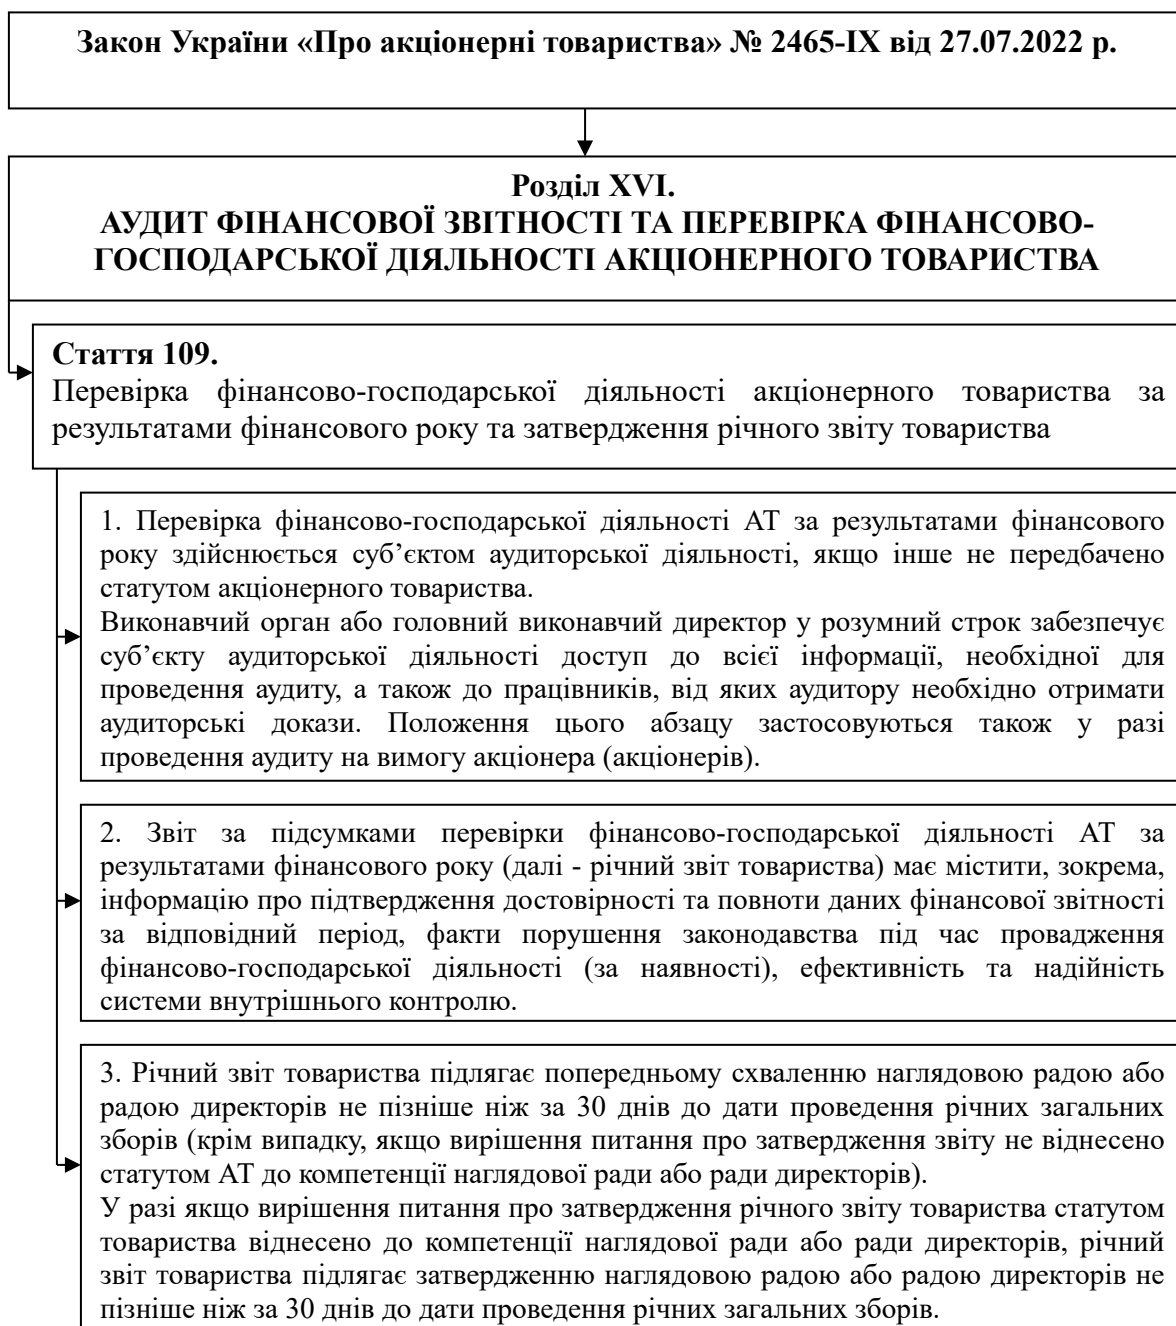 Закон України «Про акціонерні товариства» № 2465-IX від 27.07.2022 р.
Розділ XVI.
АУДИТ ФІНАНСОВОЇ ЗВІТНОСТІ ТА ПЕРЕВІРКА ФІНАНСОВО-
ГОСПОДАРСЬКОЇ ДІЯЛЬНОСТІ АКЦІОНЕРНОГО ТОВАРИСТВА
Стаття 109.
Перевірка фінансово-господарської діяльності акціонерного товариства за
результатами фінансового року та затвердження річного звіту товариства
1. Перевірка фінансово-господарської діяльності АТ за результатами фінансового
року здійснюється суб’єктом аудиторської діяльності, якщо інше не передбачено
статутом акціонерного товариства.
Виконавчий орган або головний виконавчий директор у розумний строк забезпечує
суб’єкту аудиторської діяльності доступ до всієї інформації, необхідної для
проведення аудиту, а також до працівників, від яких аудитору необхідно отримати
аудиторські докази. Положення цього абзацу застосовуються також у разі
проведення аудиту на вимогу акціонера (акціонерів).
2. Звіт за підсумками перевірки фінансово-господарської діяльності АТ за
результатами фінансового року (далі - річний звіт товариства) має містити, зокрема,
інформацію про підтвердження достовірності та повноти даних фінансової звітності
за відповідний період, факти порушення законодавства під час провадження
фінансово-господарської діяльності (за наявності), ефективність та надійність
системи внутрішнього контролю.
3. Річний звіт товариства підлягає попередньому схваленню наглядовою радою або
радою директорів не пізніше ніж за 30 днів до дати проведення річних загальних
зборів (крім випадку, якщо вирішення питання про затвердження звіту не віднесено
статутом АТ до компетенції наглядової ради або ради директорів).
У разі якщо вирішення питання про затвердження річного звіту товариства статутом
товариства віднесено до компетенції наглядової ради або ради директорів, річний
звіт товариства підлягає затвердженню наглядовою радою або радою директорів не
пізніше ніж за 30 днів до дати проведення річних загальних зборів.